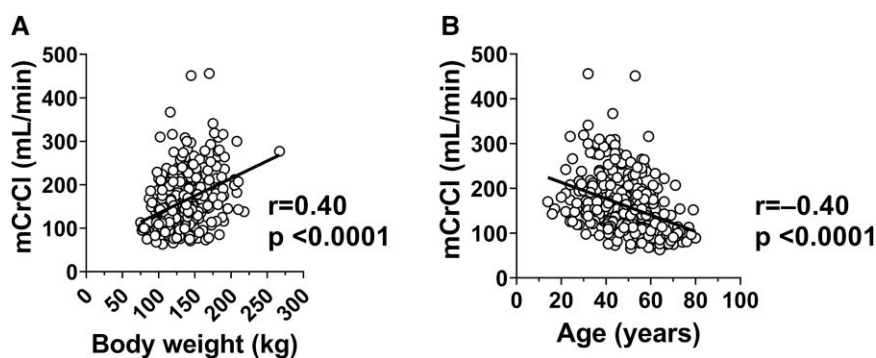 A
mCrCl (mL/min)
500
400
300
200
100
0
r=0.40
p <0.0001
0 50 100 150 200 250 300
Body weight (kg)
B
mCrCl (mL/min)
500
400
300
200
100
0
r=–0.40
p <0.0001
0 20 40 60 80 100
Age (years)